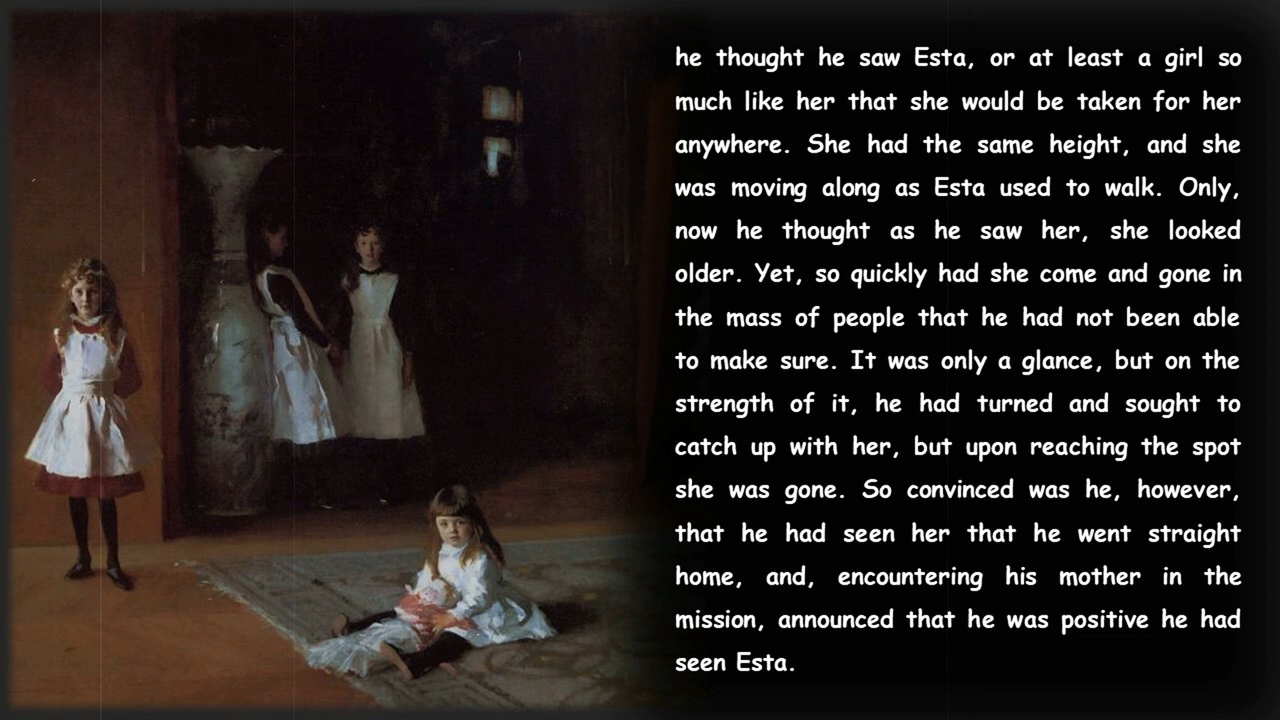 he thought he saw Esta, or at least a girl so
much like her that she would be taken for her
anywhere. She had the same height, and she
was moving along as Esta used to walk. Only,
now he thought as he saw her, she looked
older. Yet, so quickly had she come and gone in
the mass of people that he had not been able
to make sure. It was only a glance, but on the
strength of it, he had turned and sought to
catch up with her, but upon reaching the spot
she was gone. So convinced was he, however,
that he had seen her that he went straight
home, and, encountering his mother in the
mission, announced that he was positive he had
seen Esta.